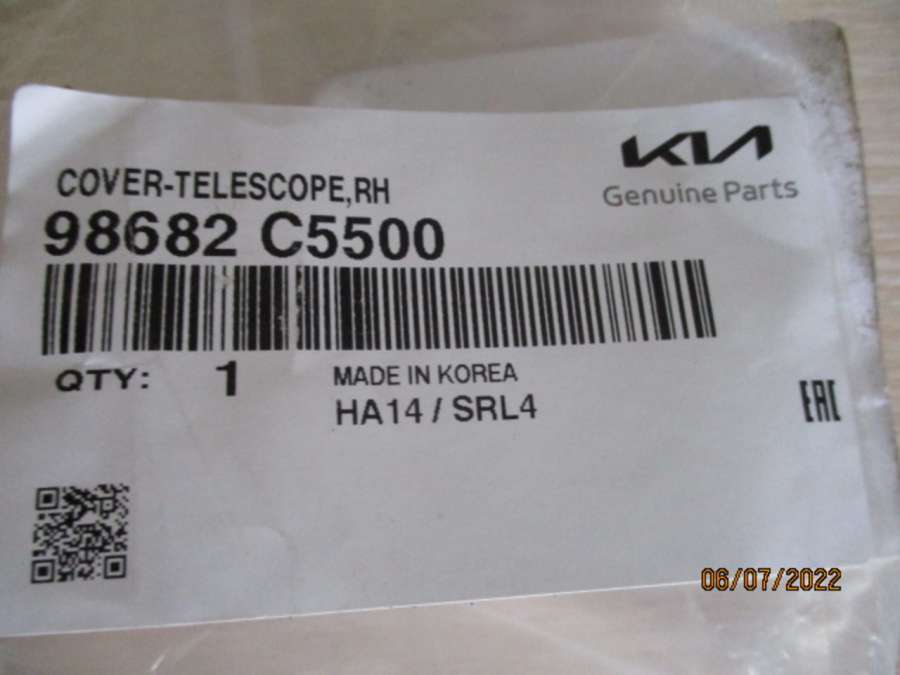 KIA
Genuine Parts
COVER-TELESCOPE,RH
98682 C5500
QTY: 1
MADE IN KOREA
HA14 / SRL4
EAC
06/07/2022